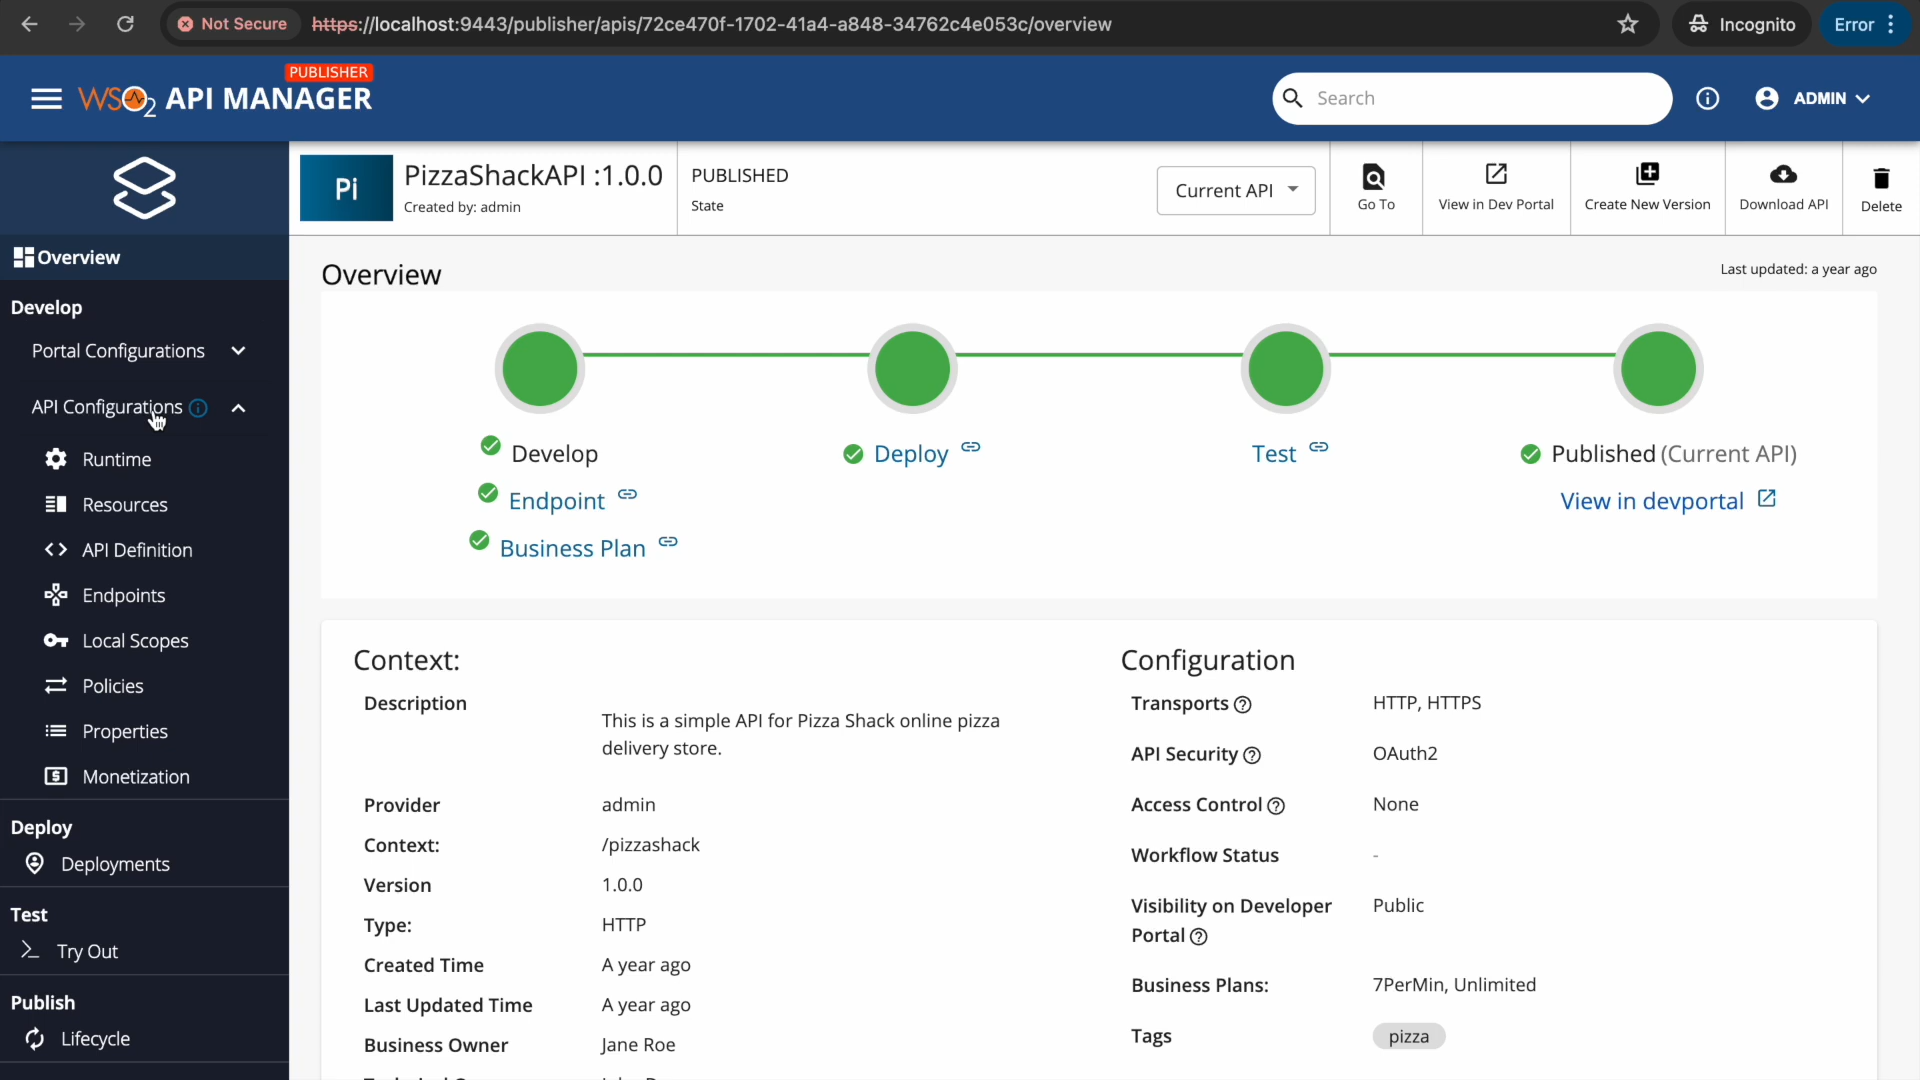 Not Secure
https://localhost:9443/publisher/apis/72ce470f-1702-41a4-a848-34762c4e053c/overview
Incognito
Error
WSO2 API MANAGER
PUBLISHER
Search
ADMIN
Pi
PizzaShackAPI :1.0.0
Created by: admin
PUBLISHED
State
Current API
Go To
View in Dev Portal
Create New Version
Download API
Delete
Overview
Develop
Portal Configurations
API Configurations
Runtime
Resources
API Definition
Endpoints
Local Scopes
Policies
Properties
Monetization
Deploy
Deployments
Test
Try Out
Publish
Lifecycle
Overview
Last updated: a year ago
Develop
Endpoint
Business Plan
Deploy
Test
Published (Current API)
View in devportal
Context:
Description
This is a simple API for Pizza Shack online pizza
delivery store.
Provider
admin
Context:
/pizzashack
Version
1.0.0
Type:
HTTP
Created Time
A year ago
Last Updated Time
A year ago
Business Owner
Jane Roe
Configuration
Transports
HTTP, HTTPS
API Security
OAuth2
Access Control
None
Workflow Status
-
Visibility on Developer
Portal
Public
Business Plans:
7PerMin, Unlimited
Tags
pizza